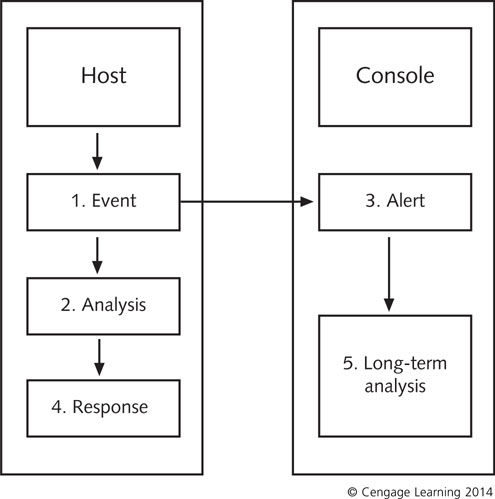 Host
1. Event
2. Analysis
4. Response
Console
3. Alert
5. Long-term
analysis
© Cengage Learning 2014